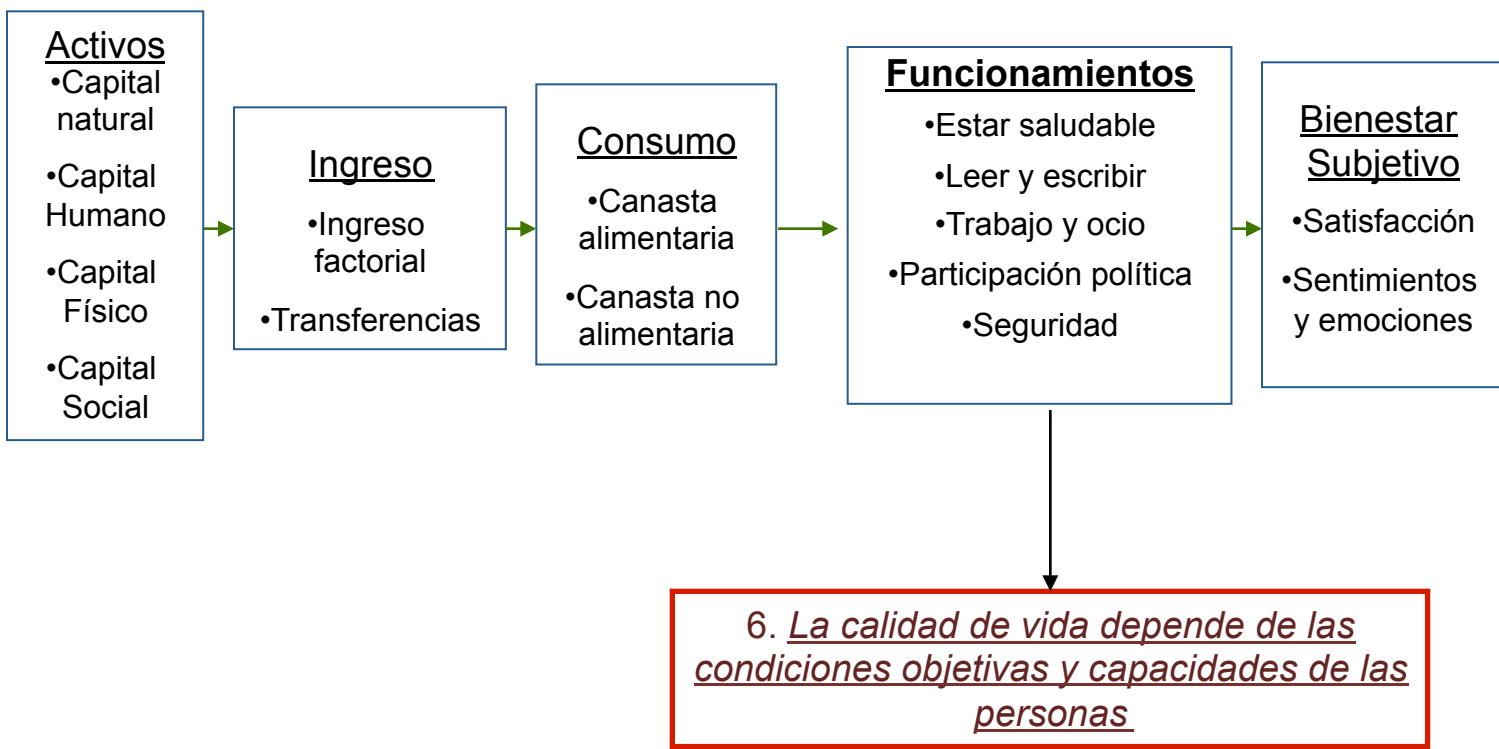 Activos
•Capital
natural
•Capital
Humano
•Capital
Físico
•Capital
Social
Ingreso
•Ingreso
factorial
•Transferencias
Consumo
•Canasta
alimentaria
•Canasta no
alimentaria
Funcionamientos
•Estar saludable
•Leer y escribir
•Trabajo y ocio
•Participación política
•Seguridad
Bienestar
Subjetivo
•Satisfacción
•Sentimientos
y emociones
6. La calidad de vida depende de las
condiciones objetivas y capacidades de las
personas